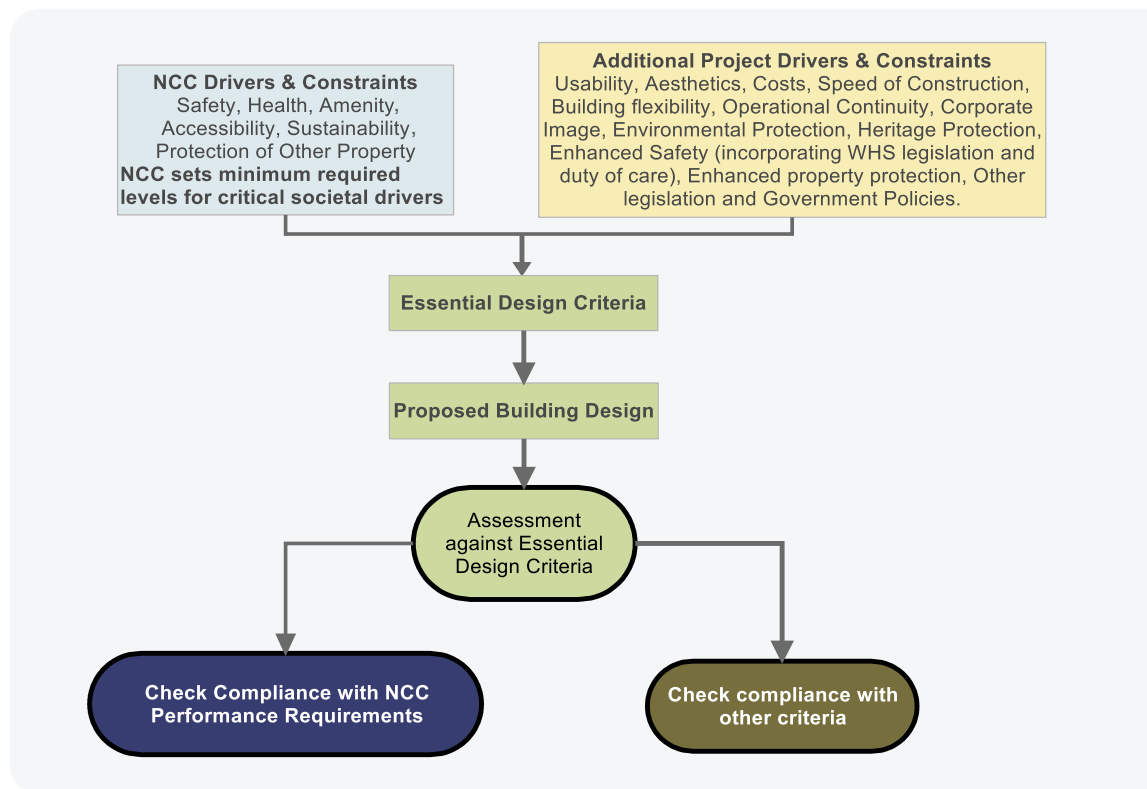 NCC Drivers & Constraints
Safety, Health, Amenity,
Accessibility, Sustainability,
Protection of Other Property
NCC sets minimum required
levels for critical societal drivers
Additional Project Drivers & Constraints
Usability, Aesthetics, Costs, Speed of Construction,
Building flexibility, Operational Continuity, Corporate
Image, Environmental Protection, Heritage Protection,
Enhanced Safety (incorporating WHS legislation and
duty of care), Enhanced property protection, Other
legislation and Government Policies.
Essential Design Criteria
Proposed Building Design
Assessment
against Essential
Design Criteria
Check Compliance with NCC
Performance Requirements
Check compliance with
other criteria